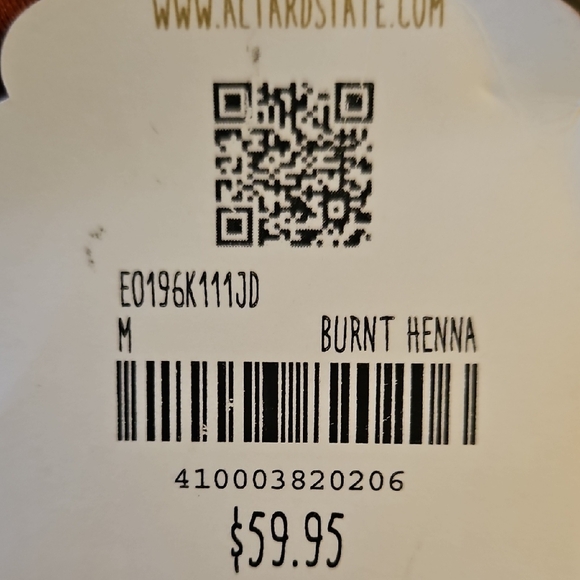 WWW.ALTARDSTATE.COM
E0196K111JD
M BURNT HENNA
410003820206
$59.95